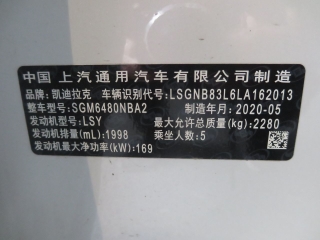 中国 上汽通用汽车有限公司制造
品牌:凯迪拉克 车辆识别代号:LSGNB83L6LA162013
整车型号:SGM6480NBA2 制造年月:2020-05
发动机型号:LSY 最大允许总质量(kg):2280
发动机排量(mL):1998 乘坐人数:5
发动机最大净功率(kW):169